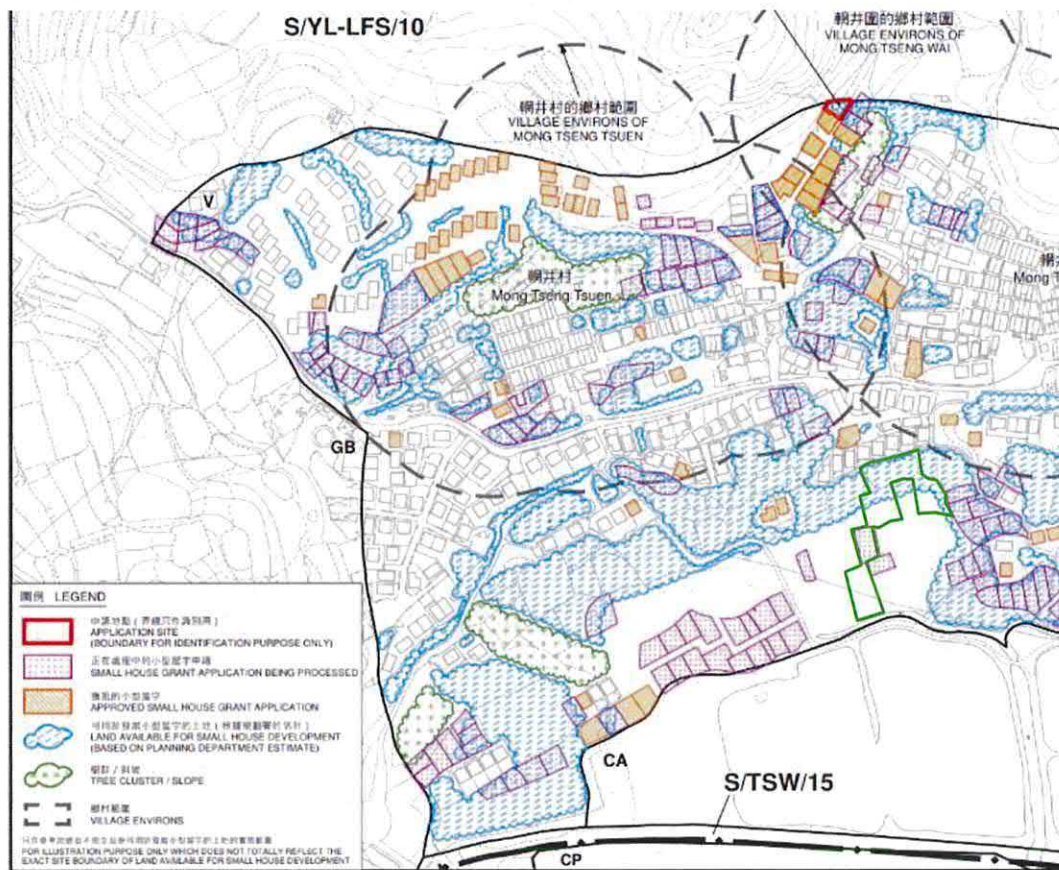 S/YL-LFS/10
輞井圍的鄉村範圍
VILLAGE ENVIRONS OF
MONG TSENG WAI
輞井村的鄉村範圍
VILLAGE ENVIRONS OF
MONG TSENG TSUEN
V
輞井村
Mong Tseng Tsuen
輞井
Mong T
GB
圖例 LEGEND
申請地點（界線只作識別用）
APPLICATION SITE
(BOUNDARY FOR IDENTIFICATION PURPOSE ONLY)
正在處理中的小型屋宇申請
SMALL HOUSE GRANT APPLICATION BEING PROCESSED
獲批的小型屋宇
APPROVED SMALL HOUSE GRANT APPLICATION
可用於發展小型屋宇的土地（根據規劃署的估計）
LAND AVAILABLE FOR SMALL HOUSE DEVELOPMENT
(BASED ON PLANNING DEPARTMENT ESTIMATE)
樹群 / 斜坡
TREE CLUSTER / SLOPE
鄉村範圍
VILLAGE ENVIRONS
FOR ILLUSTRATION PURPOSE ONLY WHICH DOES NOT TOTALLY REFLECT THE
EXACT SITE BOUNDARY OF LAND AVAILABLE FOR SMALL HOUSE DEVELOPMENT
CA
S/TSW/15
CP